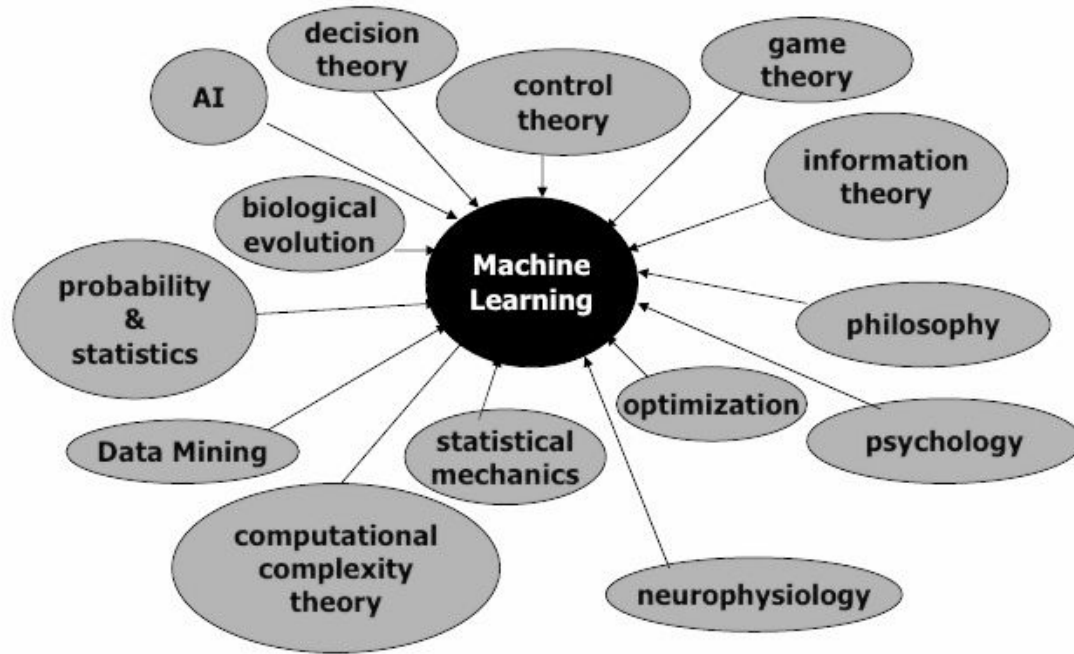 decision
theory
game
theory
AI
control
theory
information
theory
biological
evolution
Machine
Learning
probability
&
statistics
philosophy
optimization
psychology
Data Mining
statistical
mechanics
computational
complexity
theory
neurophysiology